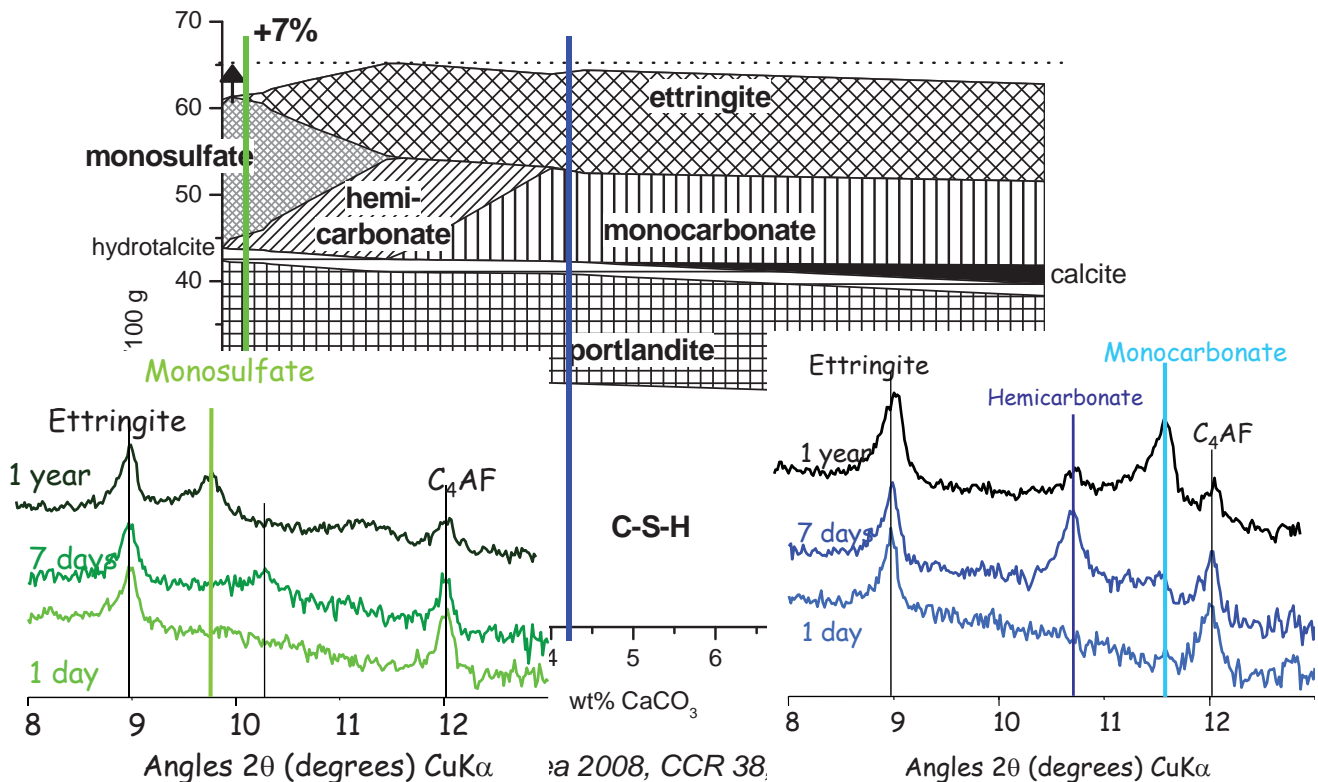 70
+7%
60
ettringite
monosulfate
50
hemi-
carbonate
monocarbonate
hydrotalcite
40
calcite
/100 g
portlandite
Monosulfate
Ettringite
1 year
C₄AF
7 days
1 day
8 9 10 11 12
Angles 2θ (degrees) CuKα
C-S-H
4 5 6
wt% CaCO₃
ea 2008, CCR 38,
Monocarbonate
Ettringite
Hemicarbonate
C₄AF
1 year
7 days
1 day
8 9 10 11 12
Angles 2θ (degrees) CuKα